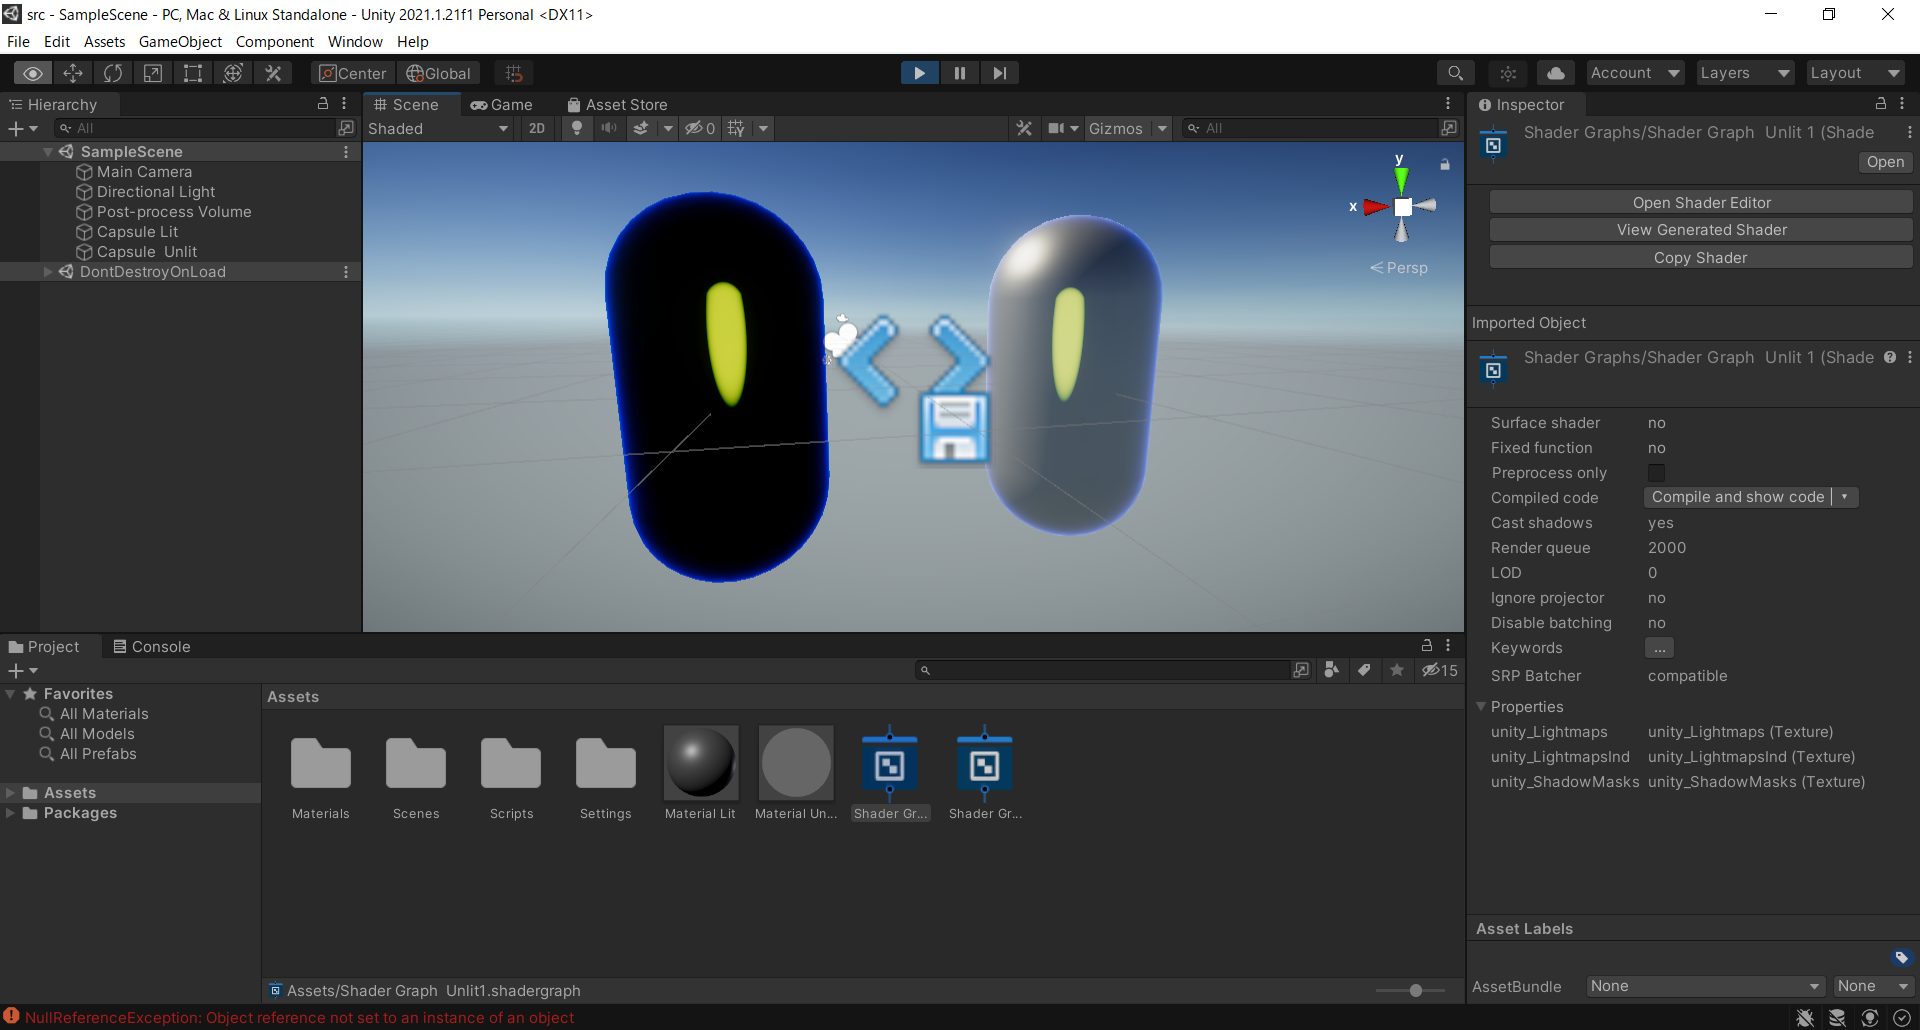 src - SampleScene - PC, Mac & Linux Standalone - Unity 2021.1.21f1 Personal <DX11>
File Edit Assets GameObject Component Window Help
Center Global Account Layers Layout
Hierarchy
All
SampleScene
Main Camera
Directional Light
Post-process Volume
Capsule Lit
Capsule Unlit
DontDestroyOnLoad
Scene Game Asset Store
Shaded 2D 0 Gizmos All
y
x
Persp
Inspector
Shader Graphs/Shader Graph Unlit 1 (Shade
Open
Open Shader Editor
View Generated Shader
Copy Shader
Imported Object
Shader Graphs/Shader Graph Unlit 1 (Shade
Surface shader no
Fixed function no
Preprocess only
Compiled code Compile and show code
Cast shadows yes
Render queue 2000
LOD 0
Ignore projector no
Disable batching no
Keywords ...
SRP Batcher compatible
Properties
unity_Lightmaps unity_Lightmaps (Texture)
unity_LightmapsInd unity_LightmapsInd (Texture)
unity_ShadowMasks unity_ShadowMasks (Texture)
Asset Labels
AssetBundle None None
Project Console
15
Favorites
All Materials
All Models
All Prefabs
Assets
Packages
Assets
Materials Scenes Scripts Settings Material Lit Material Un... Shader Gr... Shader Gr...
Assets/Shader Graph Unlit1.shadergraph
NullReferenceException: Object reference not set to an instance of an object